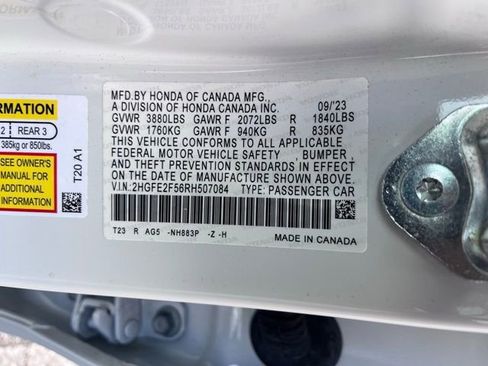 ORMATION
2 REAR 3
385kg or 850lbs.
SEE OWNER'S
MANUAL FOR
ADDITIONAL
INFORMATION
T20 A1
MFD.BY HONDA OF CANADA MFG.,
A DIVISION OF HONDA CANADA INC. 09/'23
GVWR 3880LBS GAWR F 2072LBS R 1840LBS
GVWR 1760KG GAWR F 940KG R 835KG
THIS VEHICLE CONFORMS TO ALL APPLICABLE
FEDERAL MOTOR VEHICLE SAFETY , BUMPER ,
AND THEFT PREVENTION STANDARDS IN EFFECT
ON THE DATE OF MANUFACTURE SHOWN ABOVE.
V.I.N: 2HGFE2F56RH507084 TYPE: PASSENGER CAR
T23 R AG5 -NH883P -Z -H
MADE IN CANADA